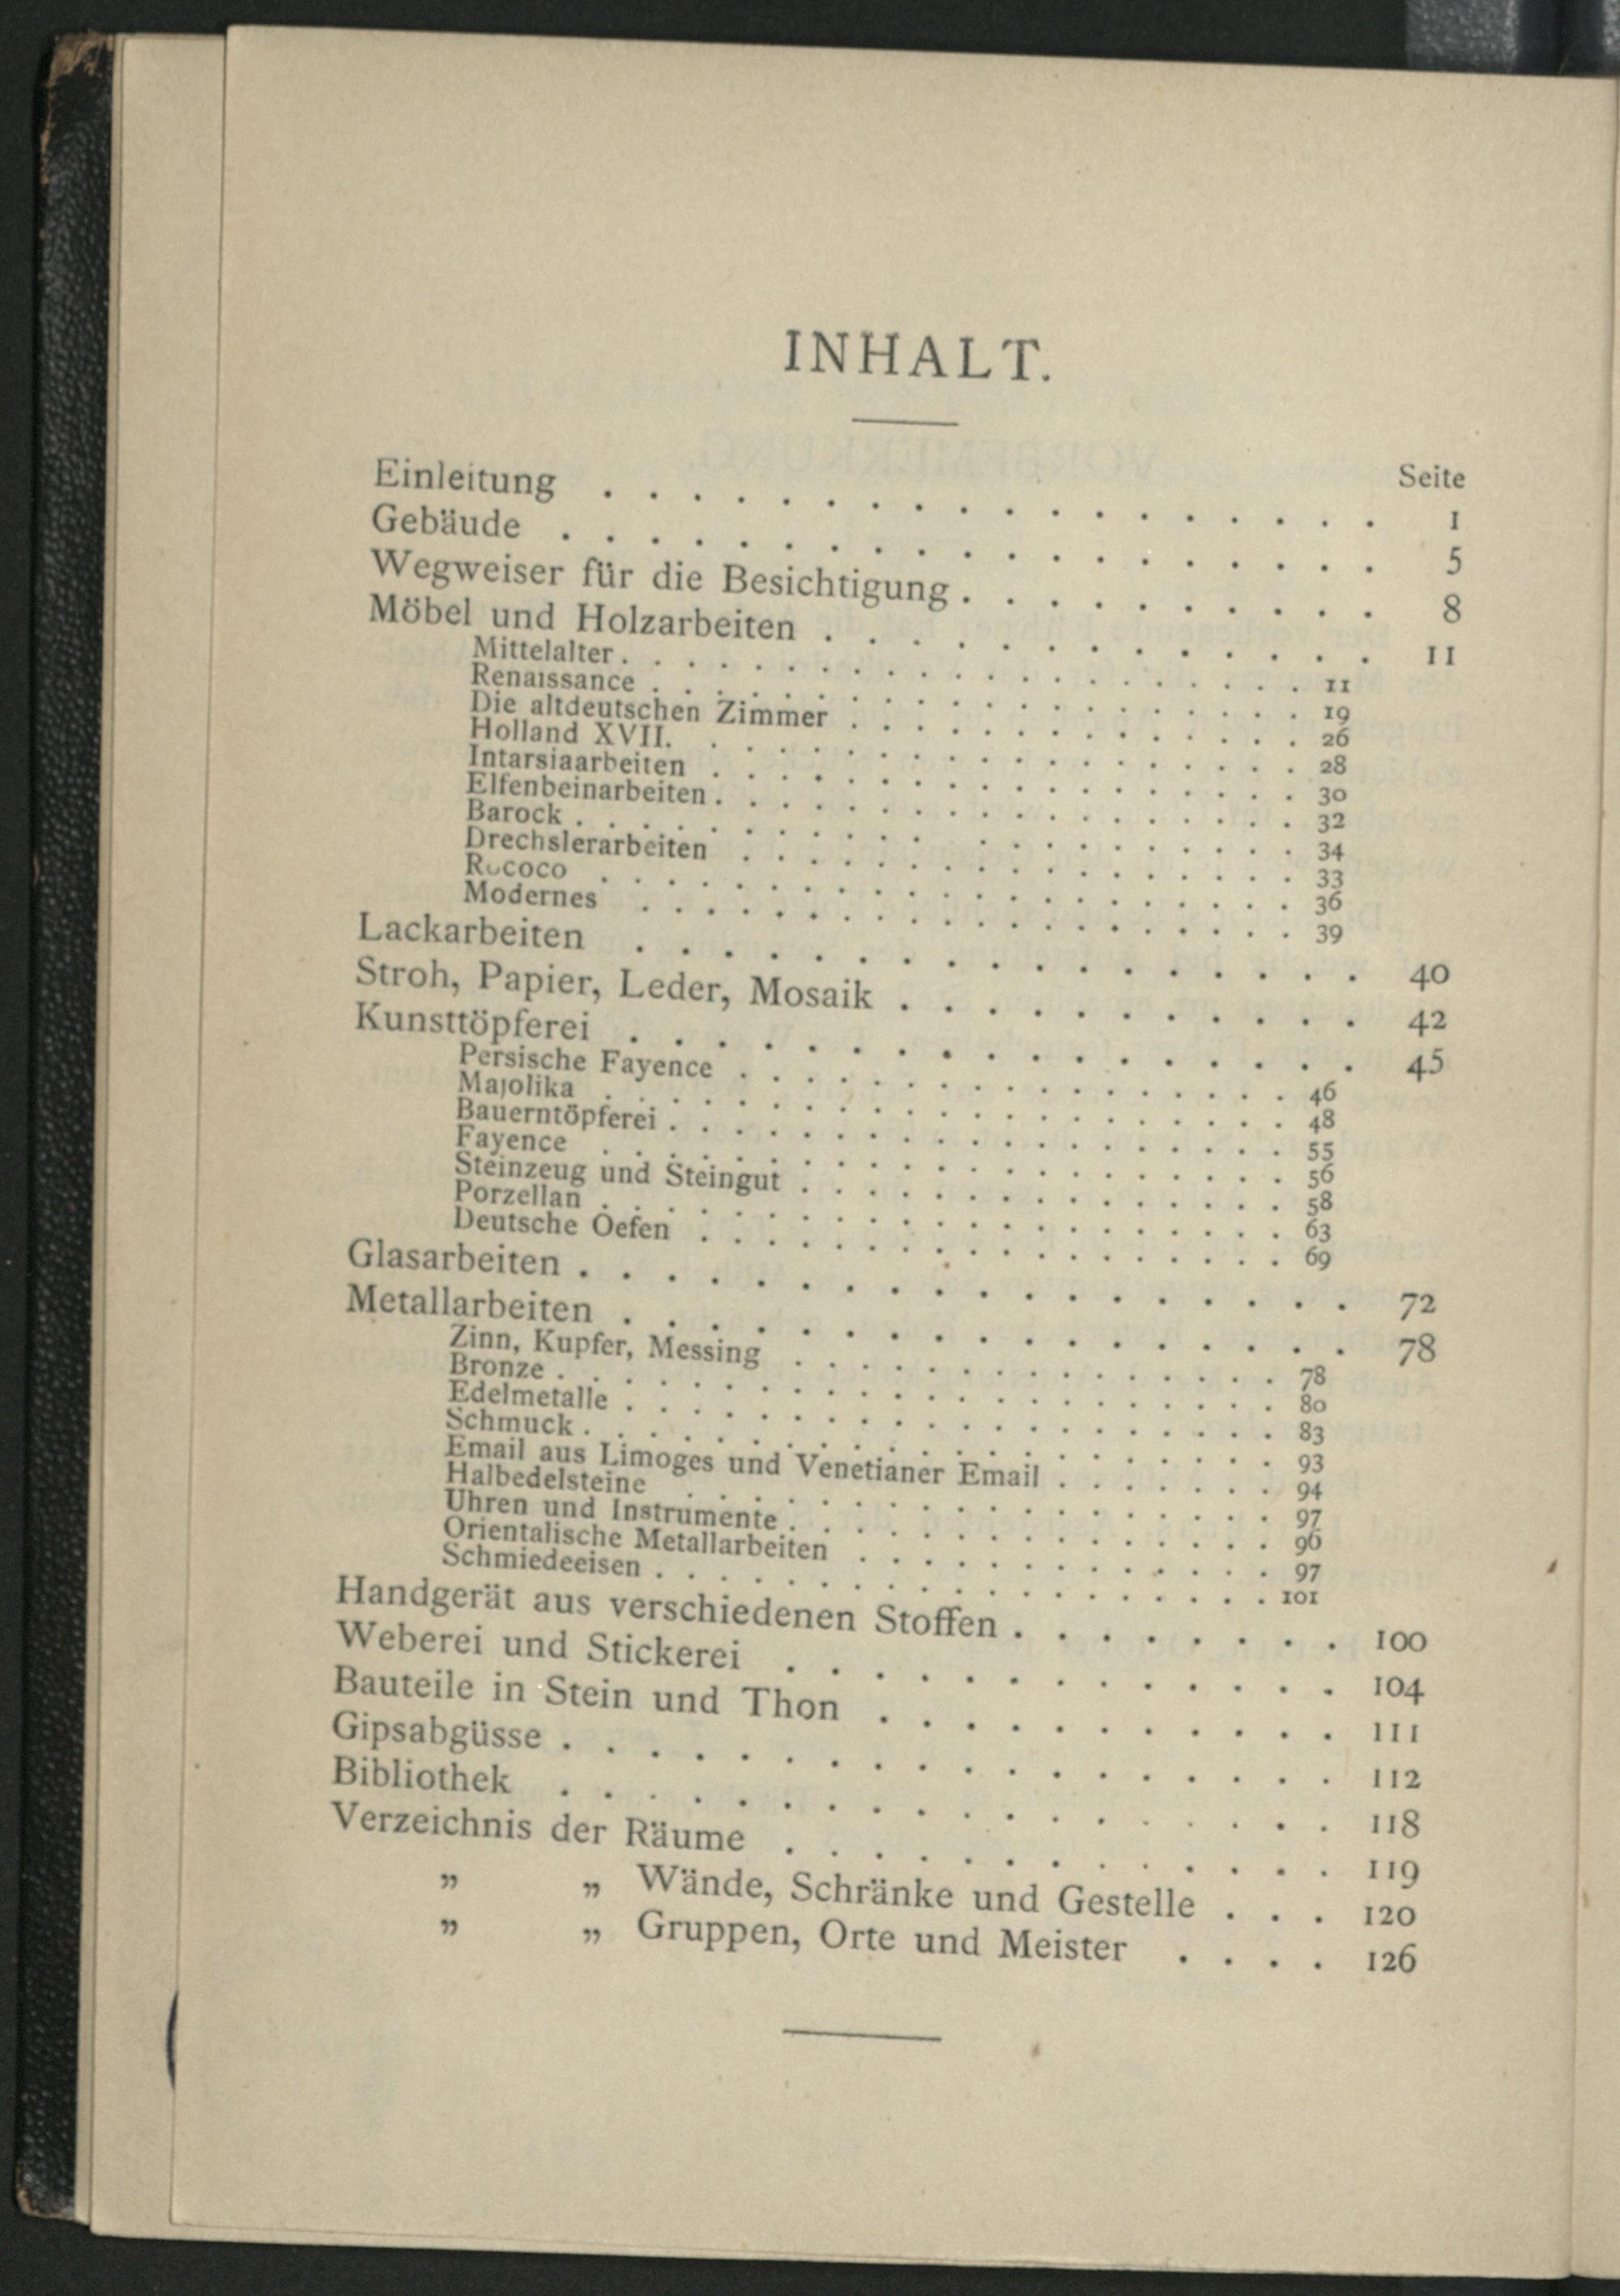 INHALT.
Seite
Einleitung . . . . . . . . . . . . . . . . . . 1
Gebäude . . . . . . . . . . . . . . . . . . . 5
Wegweiser für die Besichtigung . . . . . . . . . . 8
Möbel und Holzarbeiten . . . . . . . . . . . . . 11
Mittelalter . . . . . . . . . . . . . . . . . . . . . 11
Renaissance . . . . . . . . . . . . . . . . . . . . 19
Die altdeutschen Zimmer . . . . . . . . . . . . . . 26
Holland XVII. . . . . . . . . . . . . . . . . . . 28
Intarsiaarbeiten . . . . . . . . . . . . . . . . . . 30
Elfenbeinarbeiten . . . . . . . . . . . . . . . . . . 32
Barock . . . . . . . . . . . . . . . . . . . . . . 34
Drechslerarbeiten . . . . . . . . . . . . . . . . . 33
Rococo . . . . . . . . . . . . . . . . . . . . . 36
Modernes . . . . . . . . . . . . . . . . . . . . 39
Lackarbeiten . . . . . . . . . . . . . . . . . 40
Stroh, Papier, Leder, Mosaik . . . . . . . . . . . 42
Kunsttöpferei . . . . . . . . . . . . . . . . . 45
Persische Fayence . . . . . . . . . . . . . . . . . 46
Majolika . . . . . . . . . . . . . . . . . . . . . 48
Bauerntöpferei . . . . . . . . . . . . . . . . . . . 55
Fayence . . . . . . . . . . . . . . . . . . . . . 56
Steinzeug und Steingut . . . . . . . . . . . . . . . 58
Porzellan . . . . . . . . . . . . . . . . . . . . . 63
Deutsche Oefen . . . . . . . . . . . . . . . . . . 69
Glasarbeiten . . . . . . . . . . . . . . . . . . 72
Metallarbeiten . . . . . . . . . . . . . . . . . 78
Zinn, Kupfer, Messing . . . . . . . . . . . . . . . 78
Bronze . . . . . . . . . . . . . . . . . . . . . . 80
Edelmetalle . . . . . . . . . . . . . . . . . . . . 83
Schmuck . . . . . . . . . . . . . . . . . . . . . 93
Email aus Limoges und Venetianer Email . . . . . . . 94
Halbedelsteine . . . . . . . . . . . . . . . . . . 97
Uhren und Instrumente . . . . . . . . . . . . . . . 96
Orientalische Metallarbeiten . . . . . . . . . . . . . 97
Schmiedeeisen . . . . . . . . . . . . . . . . . . . 101
Handgerät aus verschiedenen Stoffen . . . . . . . . 100
Weberei und Stickerei . . . . . . . . . . . . . 104
Bauteile in Stein und Thon . . . . . . . . . . . 111
Gipsabgüsse . . . . . . . . . . . . . . . . . . 112
Bibliothek . . . . . . . . . . . . . . . . . . 118
Verzeichnis der Räume . . . . . . . . . . . . . 119
„ „ Wände, Schränke und Gestelle . . . 120
„ „ Gruppen, Orte und Meister . . . . 126